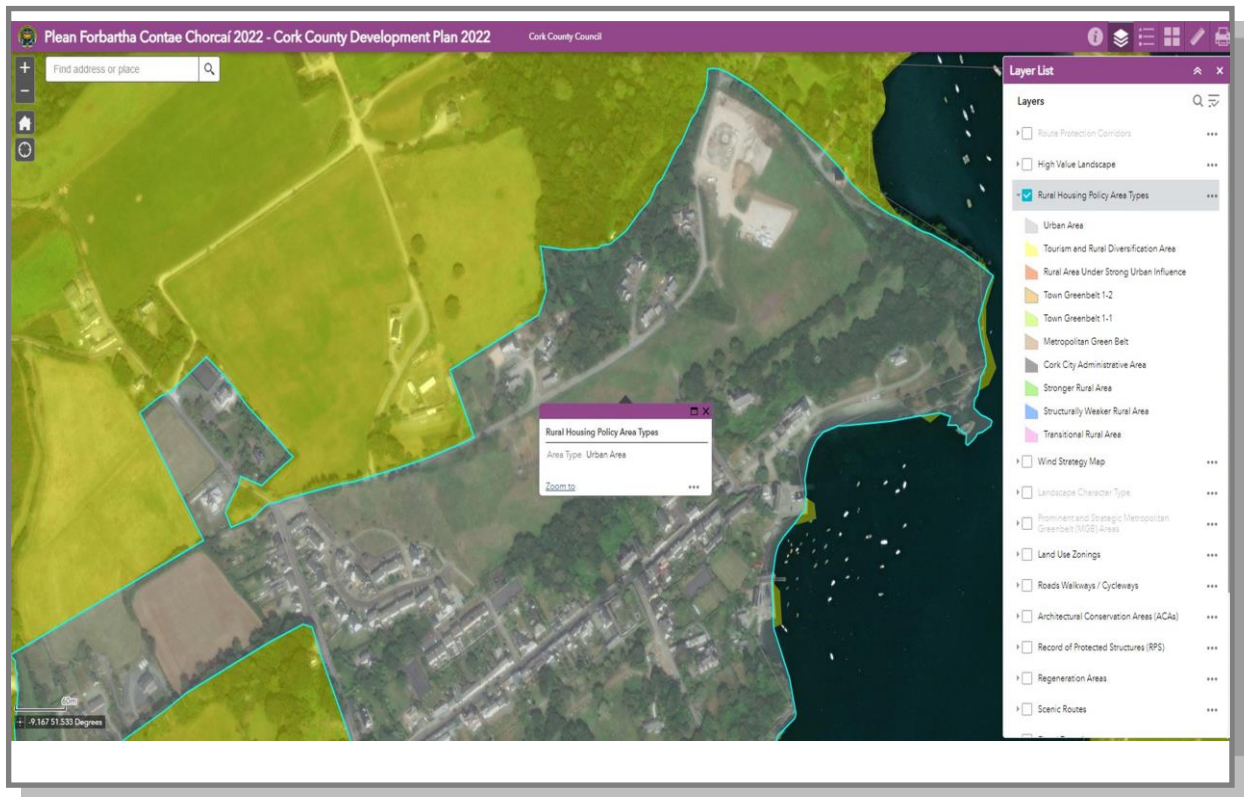 Plean Forbartha Contae Chorcaí 2022 - Cork County Development Plan 2022
Cork County Council
Find address or place
Layer List
Layers
Route Protection Corridors
High Value Landscape
Rural Housing Policy Area Types
Urban Area
Tourism and Rural Diversification Area
Rural Area Under Strong Urban Influence
Town Greenbelt 1-2
Town Greenbelt 1-1
Metropolitan Green Belt
Cork City Administrative Area
Stronger Rural Area
Structurally Weaker Rural Area
Transitional Rural Area
Wind Strategy Map
Landscape Character Type
Prominent and Strategic Metropolitan
Greenbelt (MGB) Areas
Land Use Zonings
Roads Walkways / Cycleways
Architectural Conservation Areas (ACAs)
Record of Protected Structures (RPS)
Regeneration Areas
Scenic Routes
Rural Housing Policy Area Types
Area Type Urban Area
Zoom to
60m
-9.167 51.533 Degrees